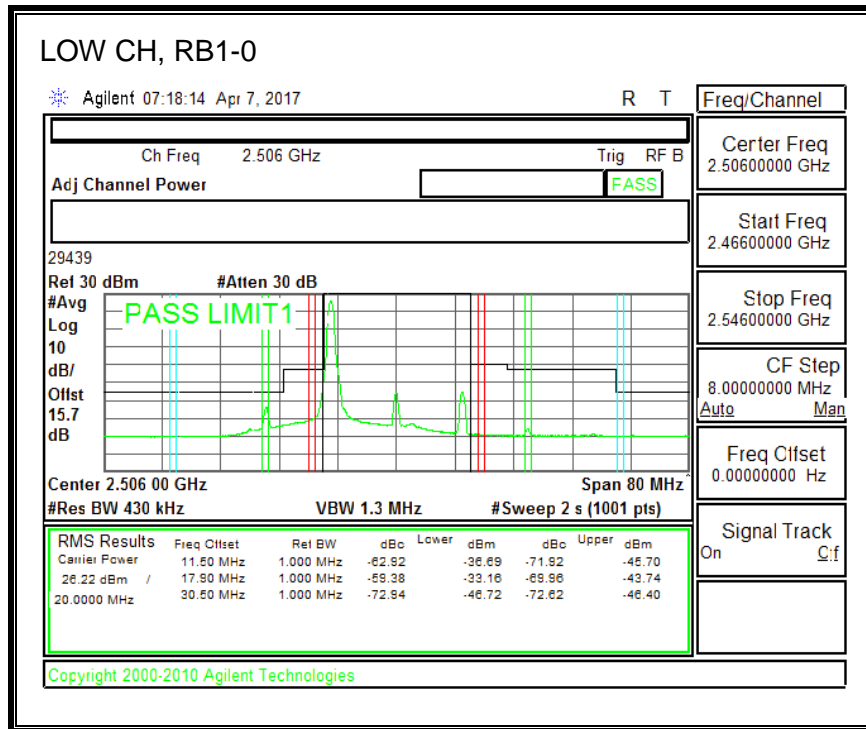 LOW CH, RB1-0
Agilent 07:18:14 Apr 7, 2017 R T
Freq/Channel
Ch Freq 2.506 GHz Trig RF B
Adj Channel Power PASS
Center Freq
2.50600000 GHz
Start Freq
2.46600000 GHz
29439
Ref 30 dBm #Atten 30 dB
#Avg
Log
10
dB/
Offst
15.7
dB
PASS LIMIT1
Stop Freq
2.54600000 GHz
CF Step
8.00000000 MHz
Auto Man
Freq Offset
0.00000000 Hz
Center 2.506 00 GHz Span 80 MHz
#Res BW 430 kHz VBW 1.3 MHz #Sweep 2 s (1001 pts)
Signal Track
On Off
RMS Results Freq Offset Ref BW dBc Lower dBm dBc Upper dBm
Carrier Power 11.50 MHz 1.000 MHz -62.92 -36.69 -71.92 -45.70
26.22 dBm / 17.90 MHz 1.000 MHz -59.38 -33.16 -69.96 -43.74
20.0000 MHz 30.50 MHz 1.000 MHz -72.94 -46.72 -72.62 -46.40
Copyright 2000-2010 Agilent Technologies